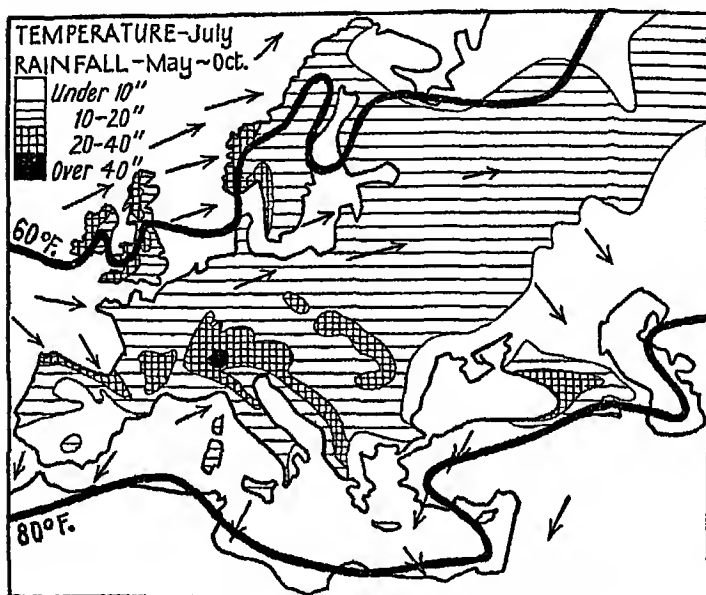 TEMPERATURE-July
RAINFALL-May~Oct.
Under 10"
10-20"
20-40"
Over 40"
60°F.
80°F.